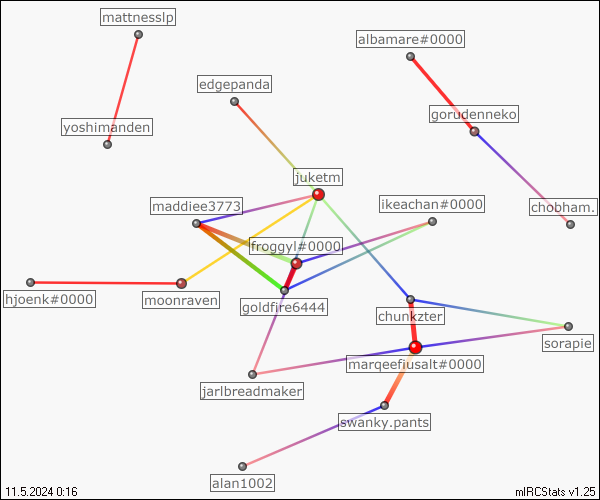 mattnesslp
albamare#0000
edgepanda
gorudenneko
yoshimanden
juketm
maddiee3773
ikeachan#0000
chobham.
froggyl#0000
hjoenk#0000
moonraven
goldfire6444
chunkzter
sorapie
marqeefiusalt#0000
jarlbreadmaker
swanky.pants
alan1002
11.5.2024 0:16
mIRCStats v1.25